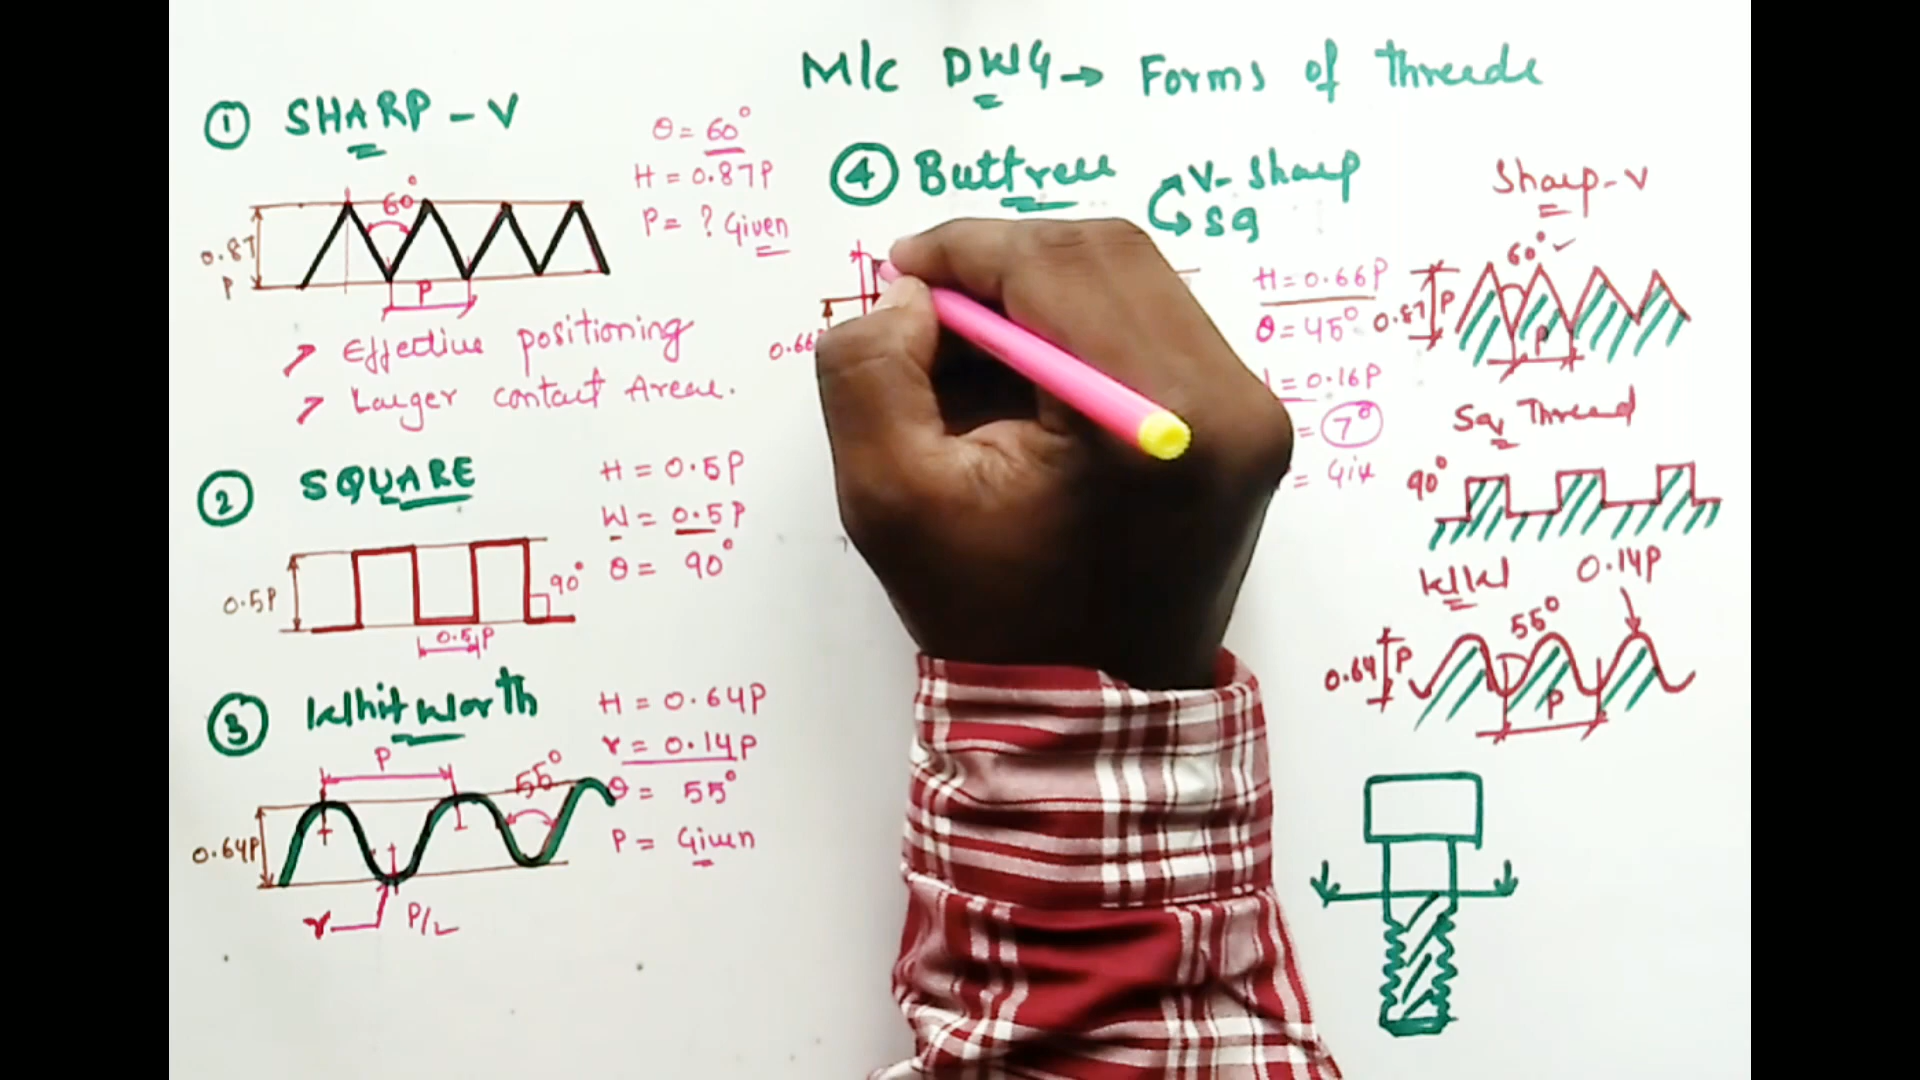 M/c DWG → Forms of threads
① SHARP - V
60°
0.87
P
P
θ = 60°
H = 0.87P
P = ? Given
Effective positioning
Larger contact Areae.
② SQUARE
0.5P
90°
0.5P
H = 0.5P
W = 0.5P
θ = 90°
③ Whitworth
P
55°
0.64P
r
P/2
H = 0.64P
r = 0.14P
θ = 55°
P = Given
④ Buttress
V- Sharp
Sq
0.66
H = 0.66P
θ = 45°
= 0.16P
= 7°
= Giv
Sharp - V
60°
0.87 P
P
Sq Thread
90°
W/W
0.14P
55°
0.64 P
P